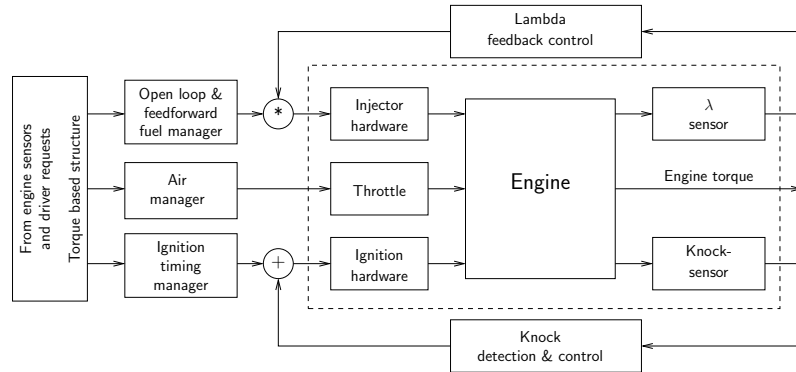 Lambda
feedback control
From engine sensors
and driver requests
Torque based structure
Open loop &
feedforward
fuel manager
*
Injector
hardware
Engine
λ
sensor
Air
manager
Throttle
Engine torque
Ignition
timing
manager
+
Ignition
hardware
Knock-
sensor
Knock
detection & control